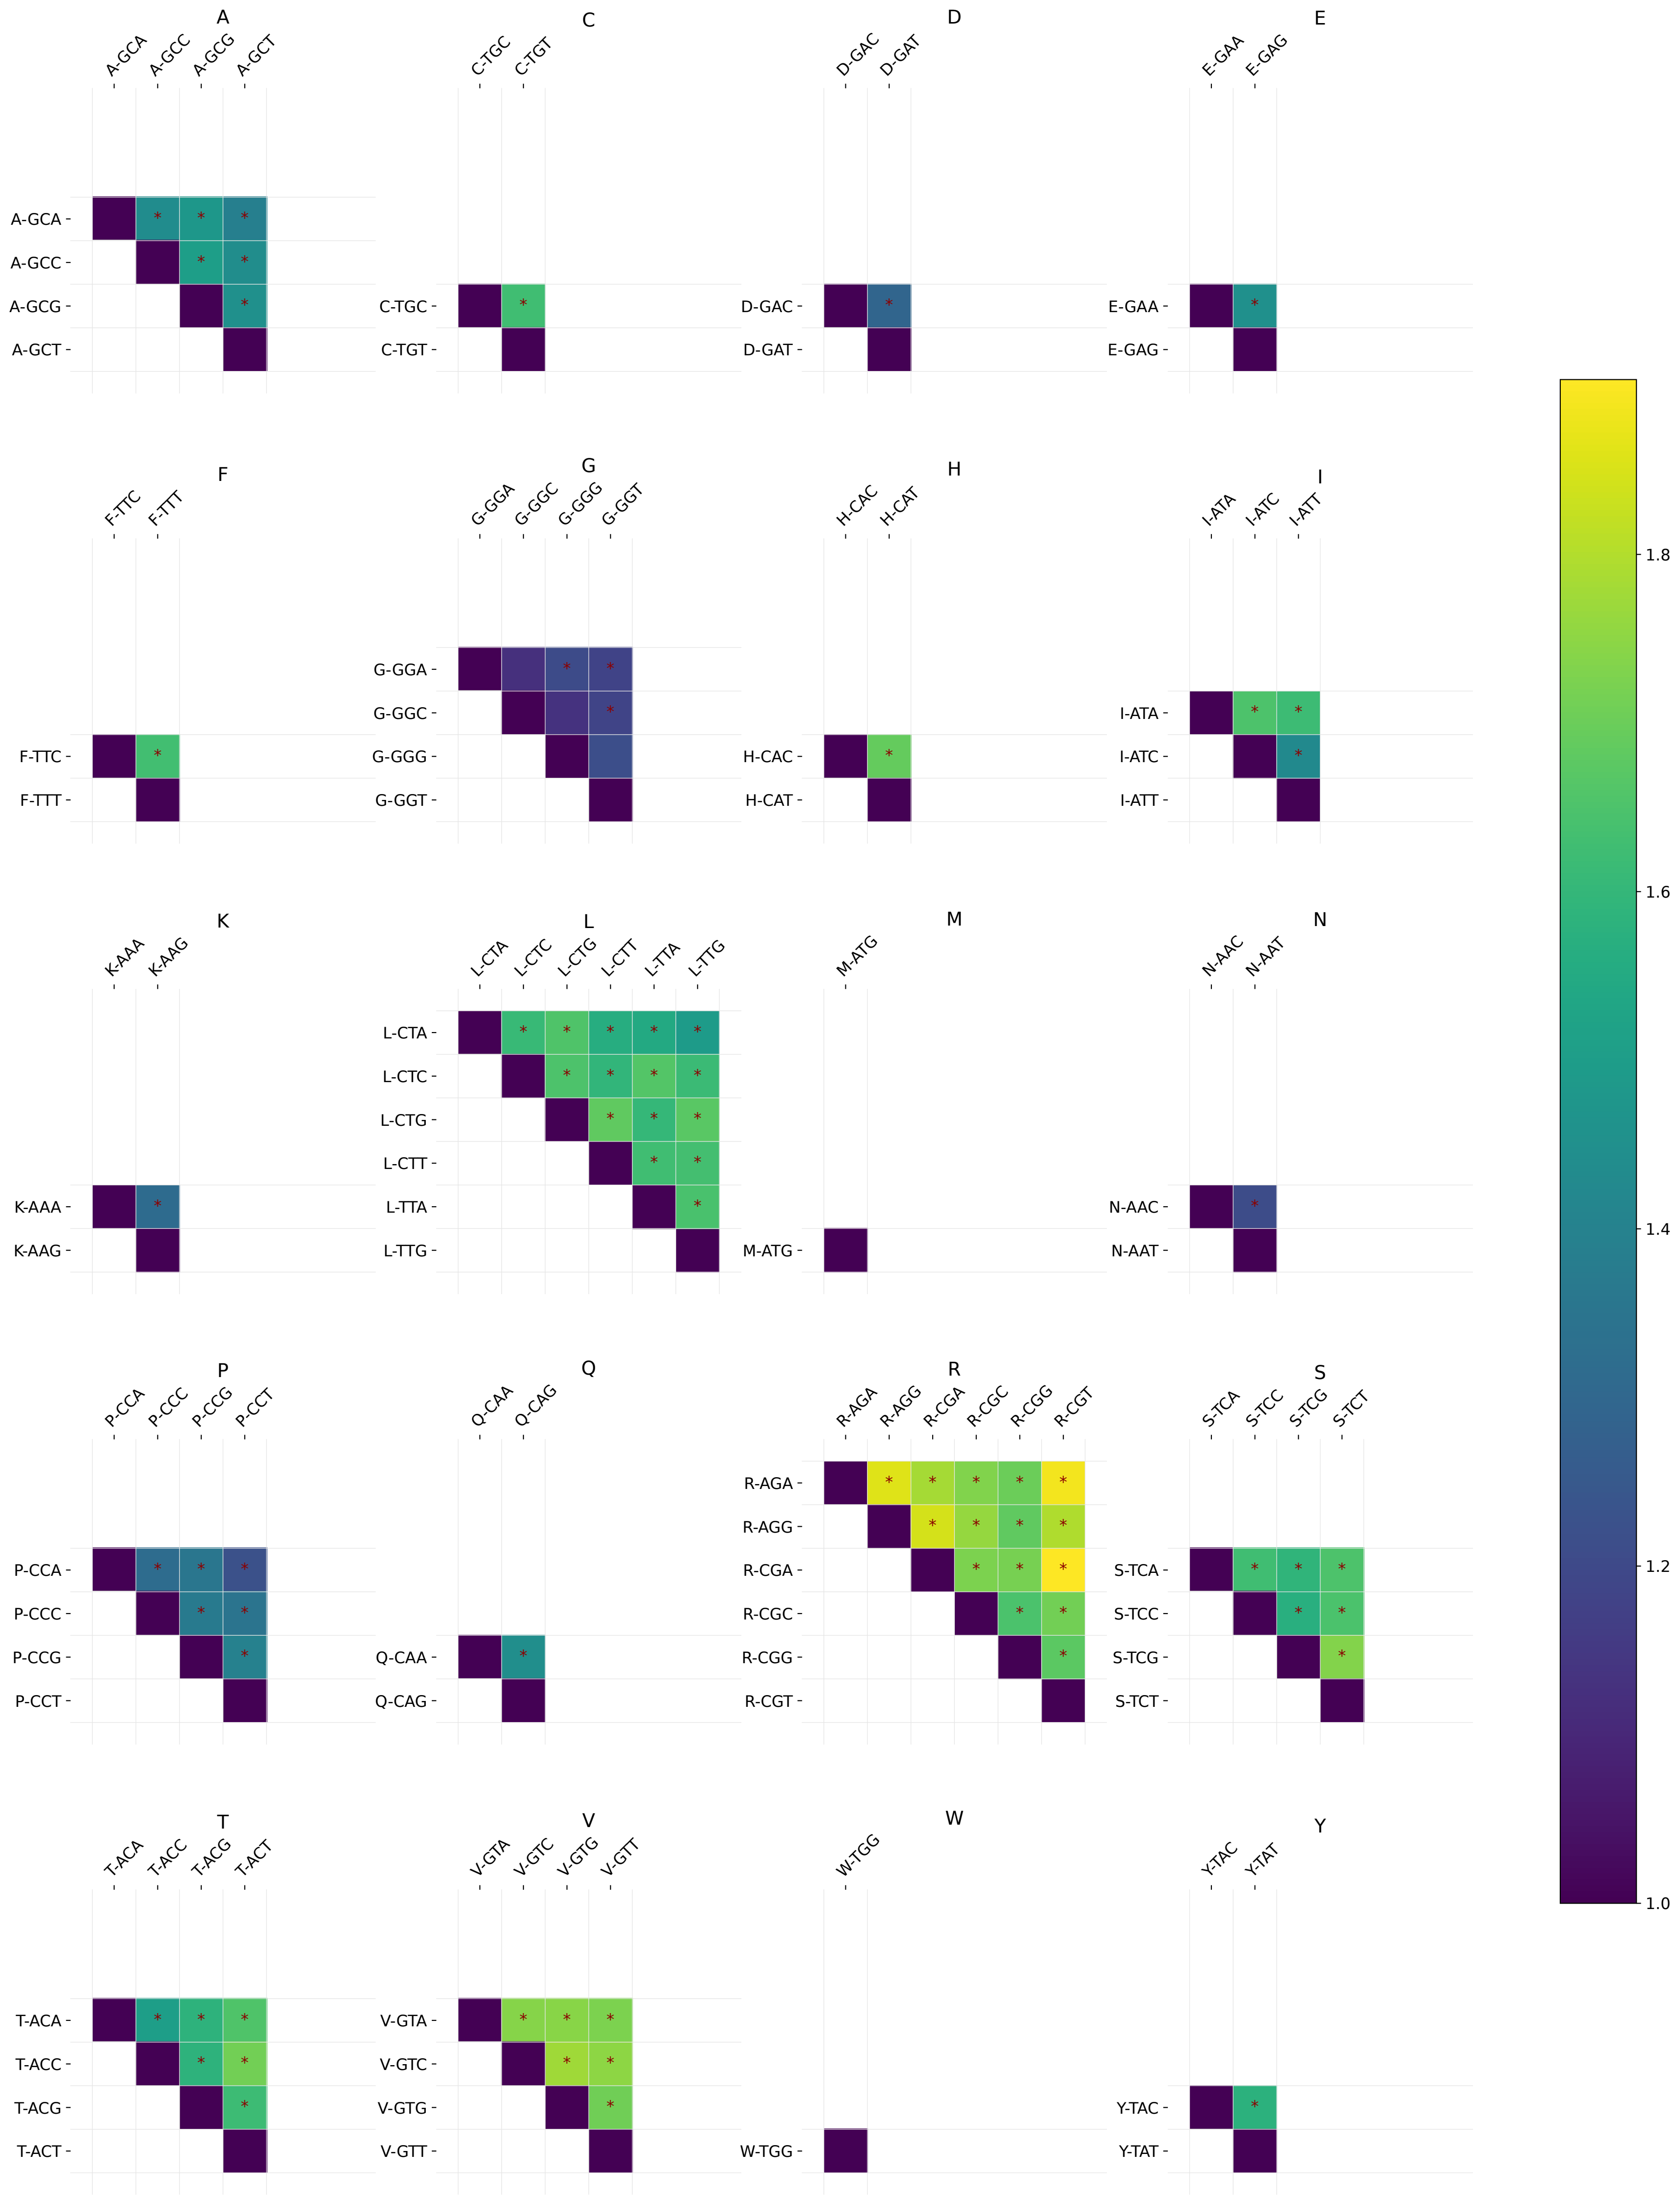 A
C
D
E
A-GCA A-GCC A-GCG A-GCT
C-TGC C-TGT
D-GAC D-GAT
E-GAA E-GAG
A-GCA * * *
A-GCC * *
A-GCG *
A-GCT
C-TGC *
C-TGT
D-GAC *
D-GAT
E-GAA *
E-GAG
F
G
H
I
F-TTC F-TTT
G-GGA G-GGC G-GGG G-GGT
H-CAC H-CAT
I-ATA I-ATC I-ATT
F-TTC *
F-TTT
G-GGA * *
G-GGC *
G-GGG
G-GGT
H-CAC *
H-CAT
I-ATA * *
I-ATC *
I-ATT
K
L
M
N
K-AAA K-AAG
L-CTA L-CTC L-CTG L-CTT L-TTA L-TTG
M-ATG
N-AAC N-AAT
K-AAA *
K-AAG
L-CTA * * * * *
L-CTC * * * *
L-CTG * * *
L-CTT * *
L-TTA *
L-TTG
M-ATG
N-AAC *
N-AAT
P
Q
R
S
P-CCA P-CCC P-CCG P-CCT
Q-CAA Q-CAG
R-AGA R-AGG R-CGA R-CGC R-CGG R-CGT
S-TCA S-TCC S-TCG S-TCT
P-CCA * * *
P-CCC * *
P-CCG *
P-CCT
Q-CAA *
Q-CAG
R-AGA * * * * *
R-AGG * * * *
R-CGA * * *
R-CGC * *
R-CGG *
R-CGT
S-TCA * * *
S-TCC * *
S-TCG *
S-TCT
T
V
W
Y
T-ACA T-ACC T-ACG T-ACT
V-GTA V-GTC V-GTG V-GTT
W-TGG
Y-TAC Y-TAT
T-ACA * * *
T-ACC * *
T-ACG *
T-ACT
V-GTA * * *
V-GTC * *
V-GTG *
V-GTT
W-TGG
Y-TAC *
Y-TAT
1.8
1.6
1.4
1.2
1.0